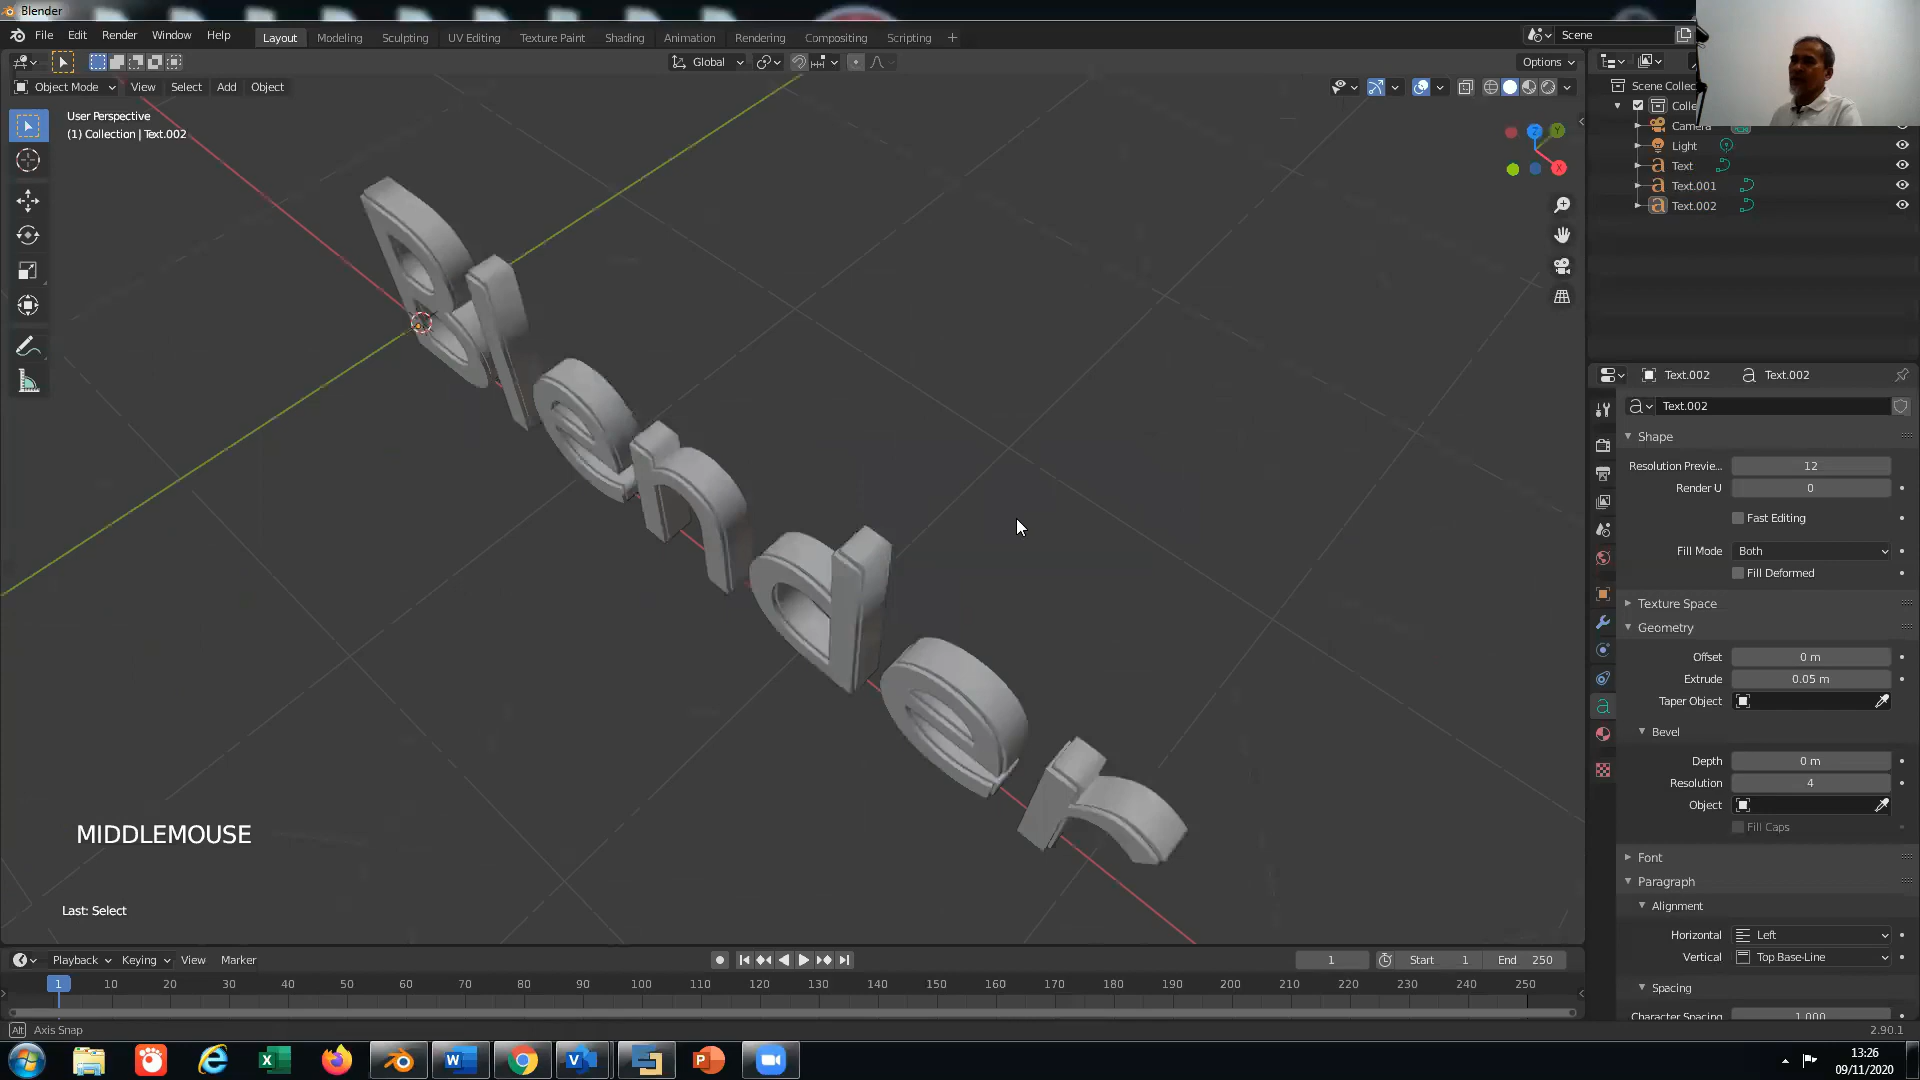 Blender
File Edit Render Window Help Layout Modeling Sculpting UV Editing Texture Paint Shading Animation Rendering Compositing Scripting + Scene
Global Options
Object Mode View Select Add Object
User Perspective
(1) Collection | Text.002
Z Y X
Blender
MIDDLEMOUSE
Last: Select
Scene Collec
Colle
Camera
Light
Text
Text.001
Text.002
Text.002 Text.002
Text.002
Shape
Resolution Previe... 12
Render U 0
Fast Editing
Fill Mode Both
Fill Deformed
Texture Space
Geometry
Offset 0 m
Extrude 0.05 m
Taper Object
Bevel
Depth 0 m
Resolution 4
Object
Fill Caps
Font
Paragraph
Alignment
Horizontal Left
Vertical Top Base-Line
Spacing
Character Spacing 1.000
Playback Keying View Marker 1 Start 1 End 250
1 10 20 30 40 50 60 70 80 90 100 110 120 130 140 150 160 170 180 190 200 210 220 230 240 250
Alt Axis Snap 2.90.1
13:26
09/11/2020